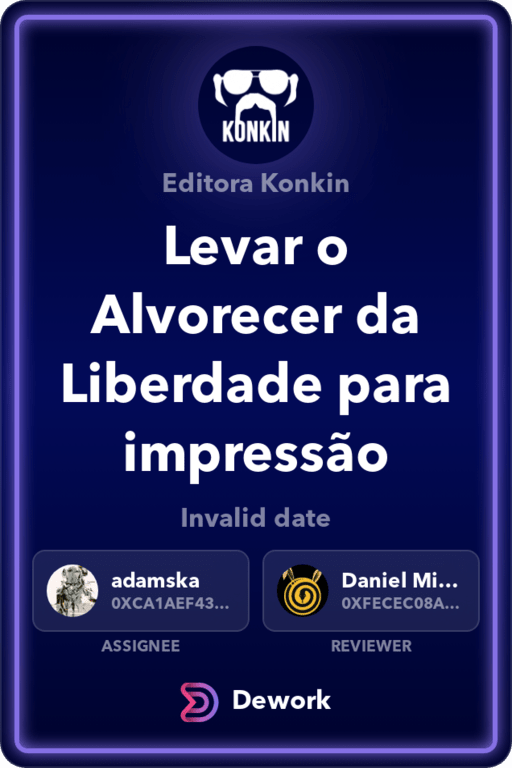 KONKIN
Editora Konkin
Levar o
Alvorecer da
Liberdade para
impressão
Invalid date
adamska
0XCA1AEF43...
Daniel Mi...
0XFECEC08A...
ASSIGNEE
REVIEWER
Dework